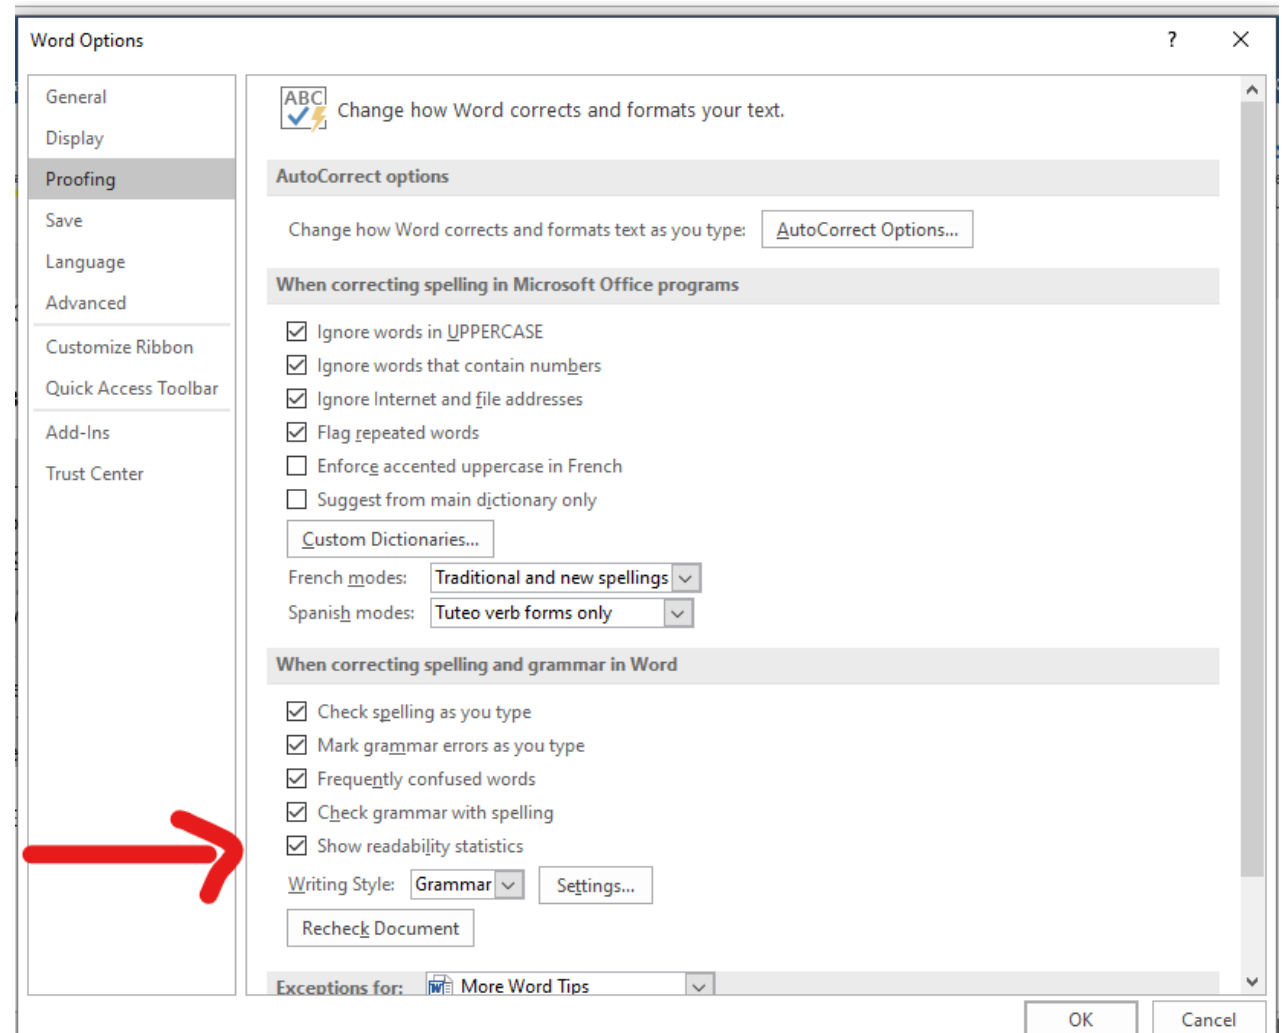 Word Options ?
General
Display
Proofing
Save
Language
Advanced
Customize Ribbon
Quick Access Toolbar
Add-Ins
Trust Center
ABC Change how Word corrects and formats your text.
AutoCorrect options
Change how Word corrects and formats text as you type: AutoCorrect Options...
When correcting spelling in Microsoft Office programs
Ignore words in UPPERCASE
Ignore words that contain numbers
Ignore Internet and file addresses
Flag repeated words
Enforce accented uppercase in French
Suggest from main dictionary only
Custom Dictionaries...
French modes: Traditional and new spellings
Spanish modes: Tuteo verb forms only
When correcting spelling and grammar in Word
Check spelling as you type
Mark grammar errors as you type
Frequently confused words
Check grammar with spelling
Show readability statistics
Writing Style: Grammar Settings...
Recheck Document
Exceptions for: More Word Tips
OK Cancel